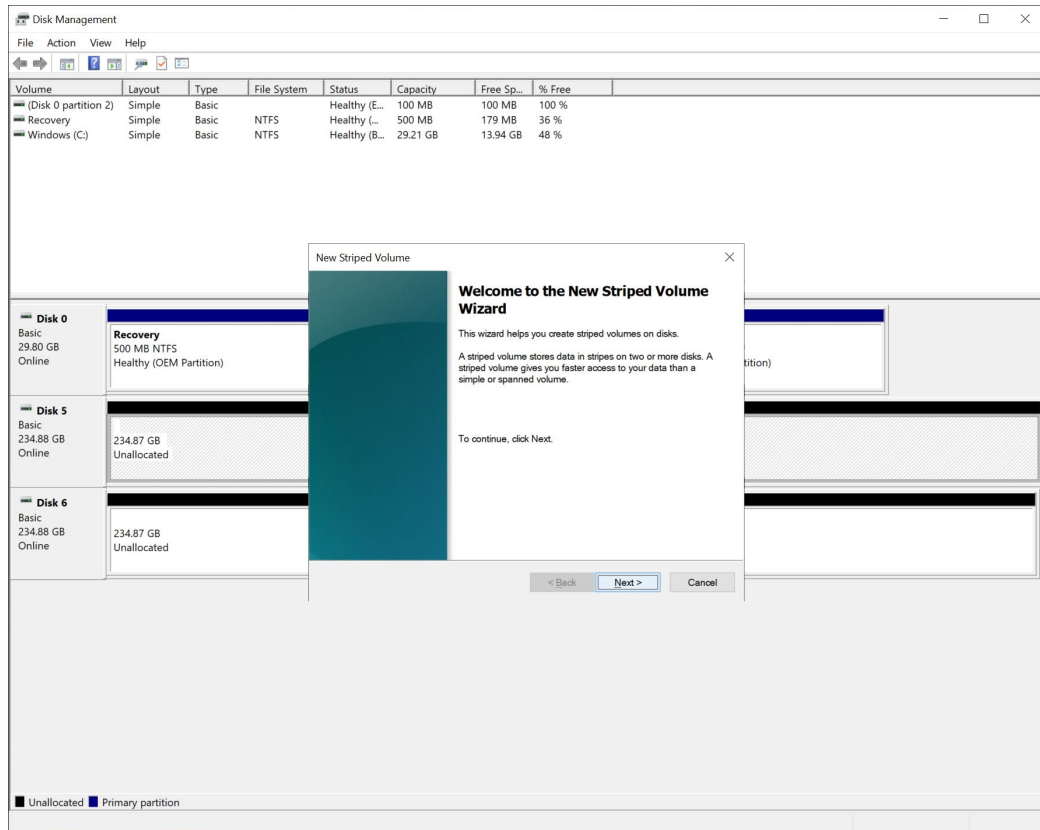 Disk Management
File Action View Help
Volume Layout Type File System Status Capacity Free Sp... % Free
(Disk 0 partition 2) Simple Basic Healthy (E... 100 MB 100 MB 100 %
Recovery Simple Basic NTFS Healthy (... 500 MB 179 MB 36 %
Windows (C:) Simple Basic NTFS Healthy (B... 29.21 GB 13.94 GB 48 %
New Striped Volume
Welcome to the New Striped Volume
Wizard
This wizard helps you create striped volumes on disks.
A striped volume stores data in stripes on two or more disks. A
striped volume gives you faster access to your data than a
simple or spanned volume.
To continue, click Next.
< Back Next > Cancel
Disk 0
Basic
29.80 GB
Online
Recovery
500 MB NTFS
Healthy (OEM Partition)
tition)
Disk 5
Basic
234.88 GB
Online
234.87 GB
Unallocated
Disk 6
Basic
234.88 GB
Online
234.87 GB
Unallocated
Unallocated Primary partition